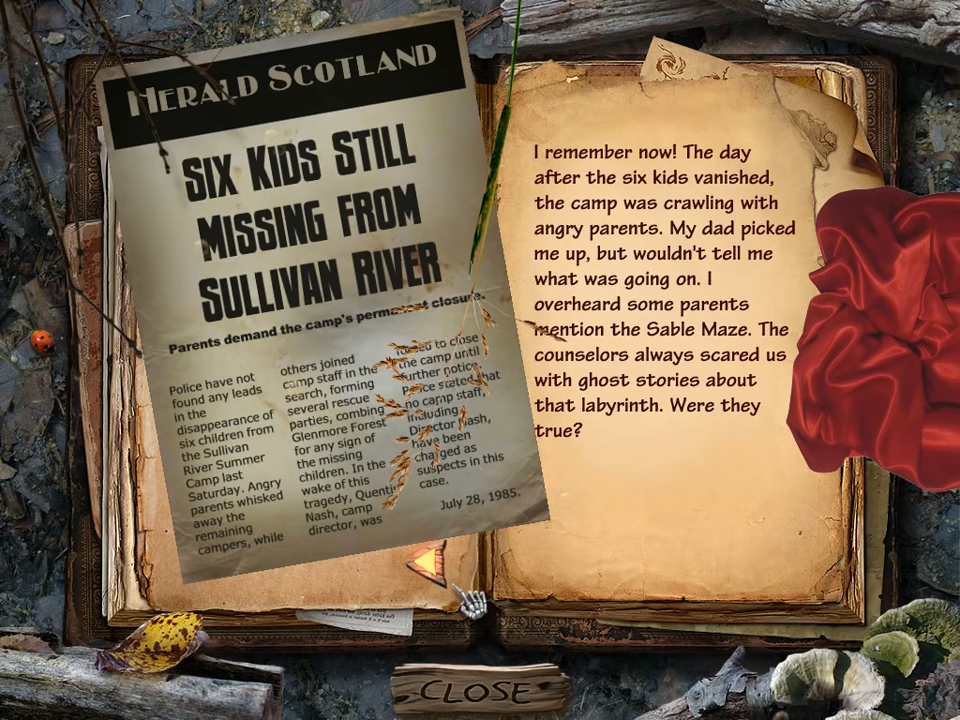 HERALD SCOTLAND
SIX KIDS STILL
MISSING FROM
SULLIVAN RIVER
Parents demand the camp's permanent closure.
Police have not
found any leads
in the
disappearance of
six children from
the Sullivan
River Summer
Camp last
Saturday. Angry
parents whisked
away the
remaining
campers, while
others joined
camp staff in the
search, forming
several rescue
parties, combing
Glenmore Forest
for any sign of
the missing
children. In the
wake of this
tragedy, Quentin
Nash, camp
director, was
forced to close
the camp until
further notice.
Police stated that
no camp staff,
including
Director Nash,
have been
charged as
suspects in this
case.
July 28, 1985.
I remember now! The day
after the six kids vanished,
the camp was crawling with
angry parents. My dad picked
me up, but wouldn't tell me
what was going on. I
overheard some parents
mention the Sable Maze. The
counselors always scared us
with ghost stories about
that labyrinth. Were they
true?
CLOSE